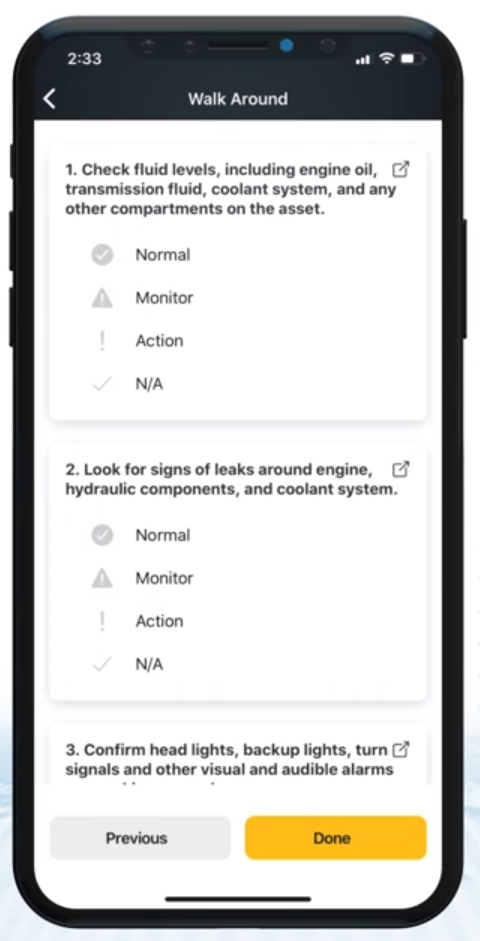 2:33
Walk Around
1. Check fluid levels, including engine oil,
transmission fluid, coolant system, and any
other compartments on the asset.
Normal
Monitor
Action
N/A
2. Look for signs of leaks around engine,
hydraulic components, and coolant system.
Normal
Monitor
Action
N/A
3. Confirm head lights, backup lights, turn
signals and other visual and audible alarms
Previous
Done